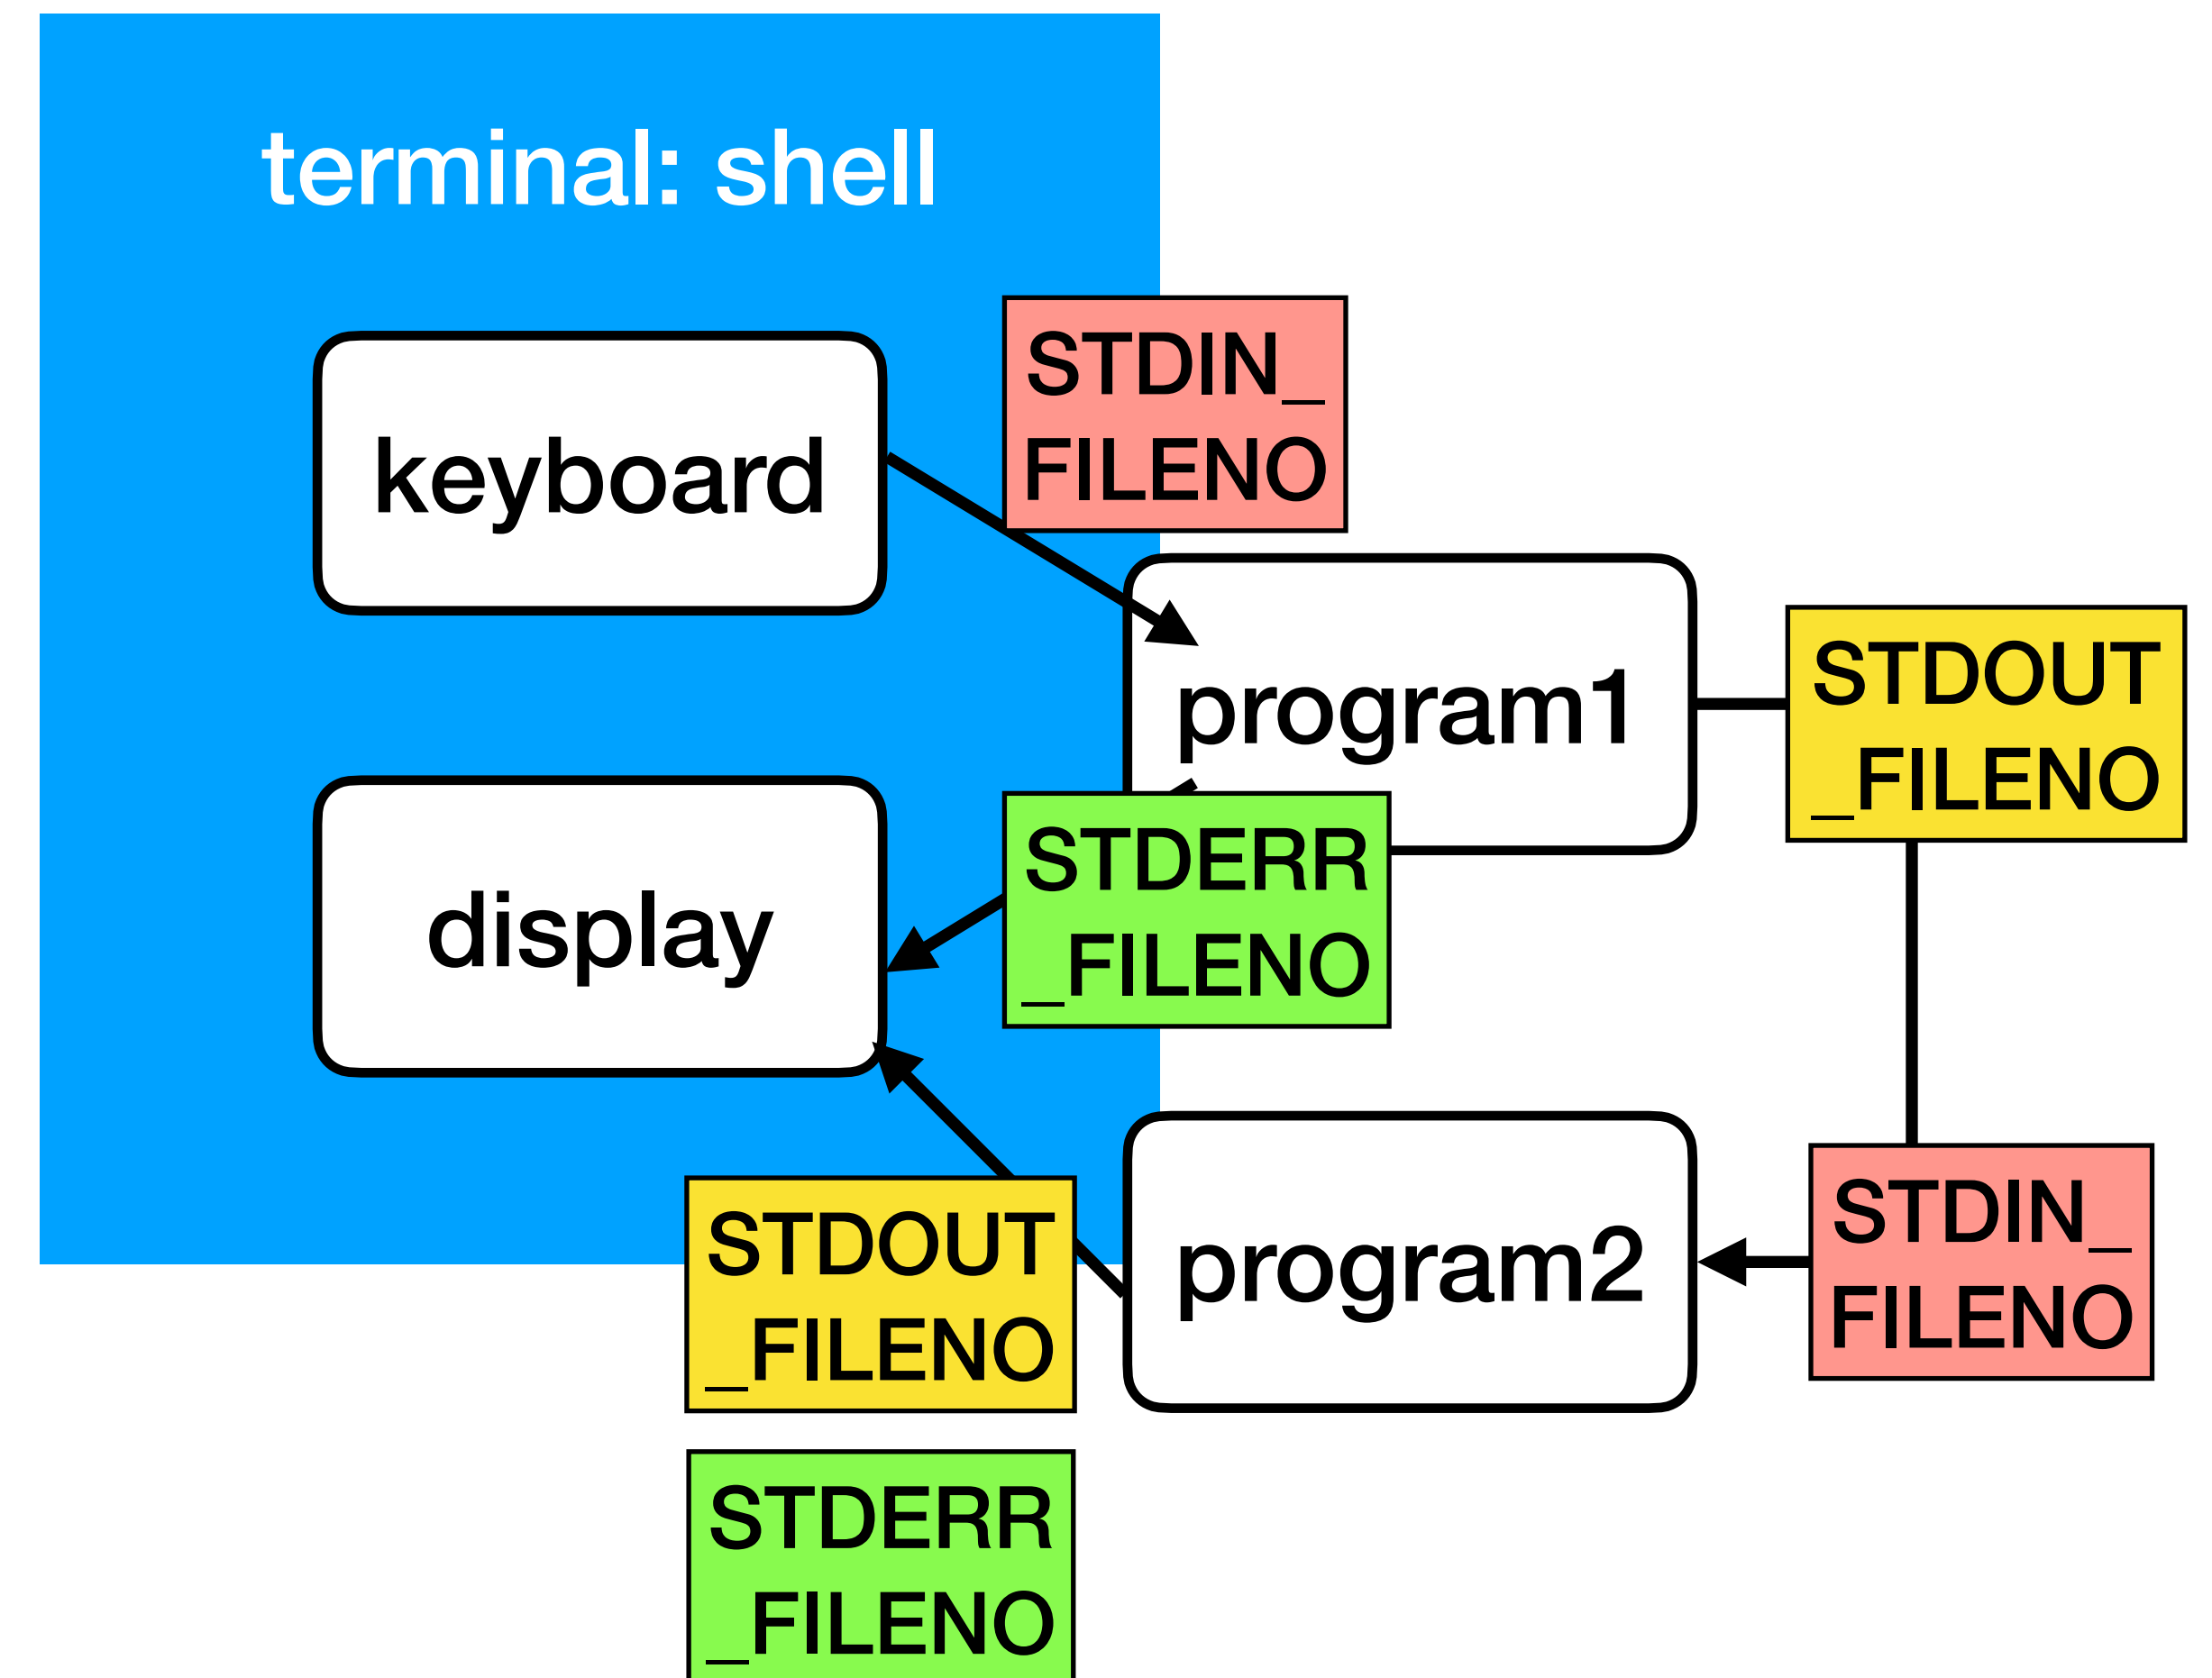 terminal: shell
keyboard
STDIN_
FILENO
program1
STDOUT
_FILENO
display
STDERR
_FILENO
program2
STDIN_
FILENO
STDOUT
_FILENO
STDERR
_FILENO